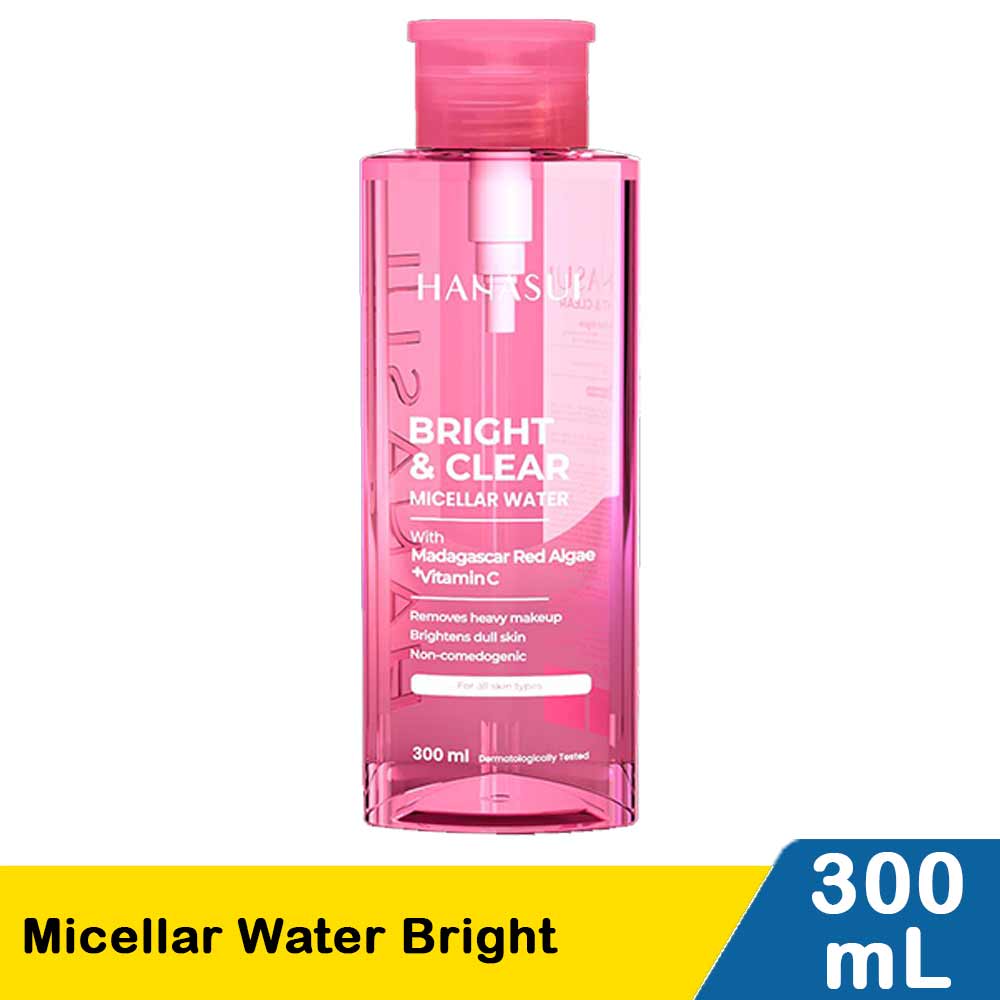 HANASUI
BRIGHT
& CLEAR
MICELLAR WATER
With
Madagascar Red Algae
+Vitamin C
Removes heavy makeup
Brightens dull skin
Non-comedogenic
For all skin types
300 ml Dermatologically Tested
HANASUI
Micellar Water Bright
300
mL